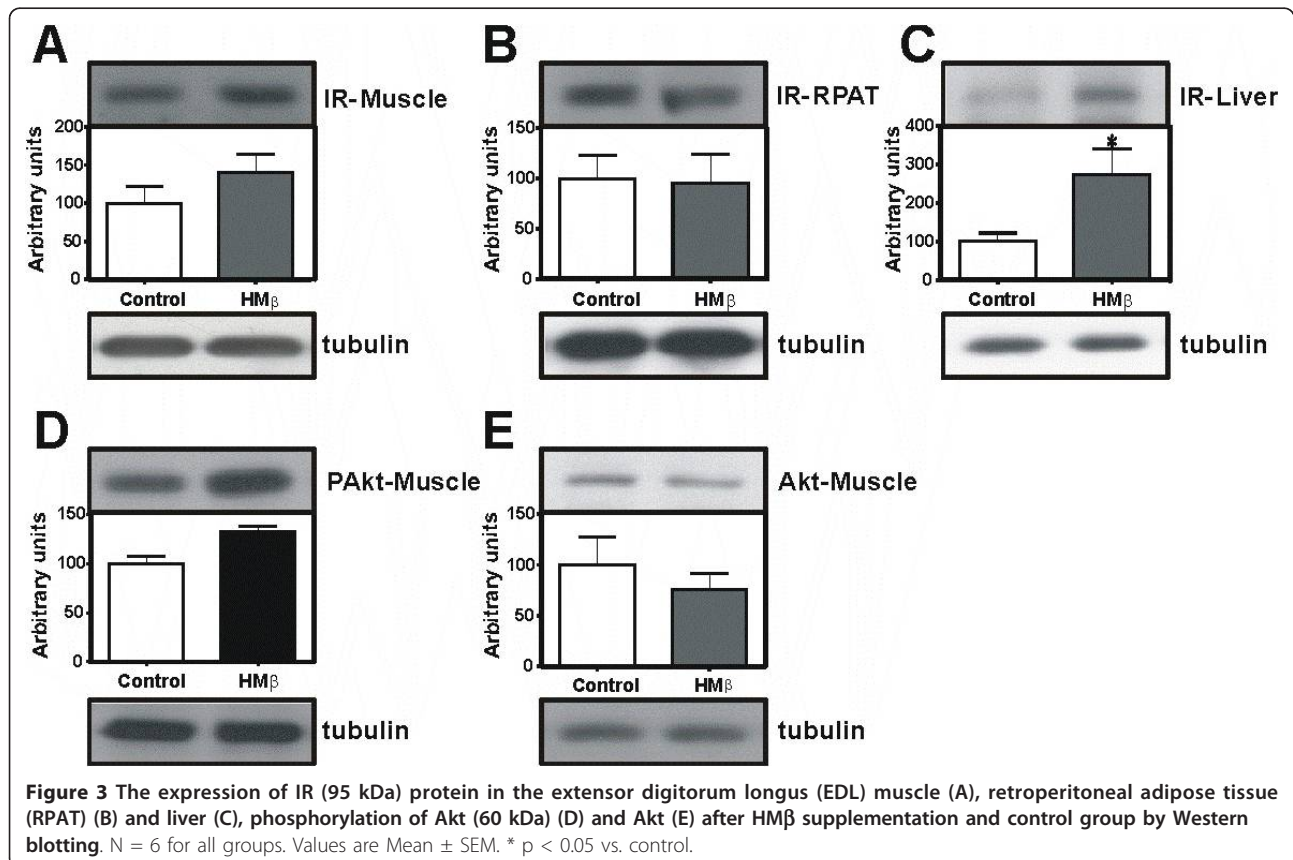 A
IR-Muscle
200
150
100
50
0
Arbitrary units
Control HMβ
tubulin
B
IR-RPAT
150
100
50
0
Arbitrary units
Control HMβ
tubulin
C
IR-Liver
400
300
200
100
0
Arbitrary units
*
Control HMβ
tubulin
D
PAkt-Muscle
150
100
50
0
Arbitrary units
Control HMβ
tubulin
E
Akt-Muscle
150
100
50
0
Arbitrary units
Control HMβ
tubulin
Figure 3 The expression of IR (95 kDa) protein in the extensor digitorum longus (EDL) muscle (A), retroperitoneal adipose tissue
(RPAT) (B) and liver (C), phosphorylation of Akt (60 kDa) (D) and Akt (E) after HMβ supplementation and control group by Western
blotting. N = 6 for all groups. Values are Mean ± SEM. * p < 0.05 vs. control.